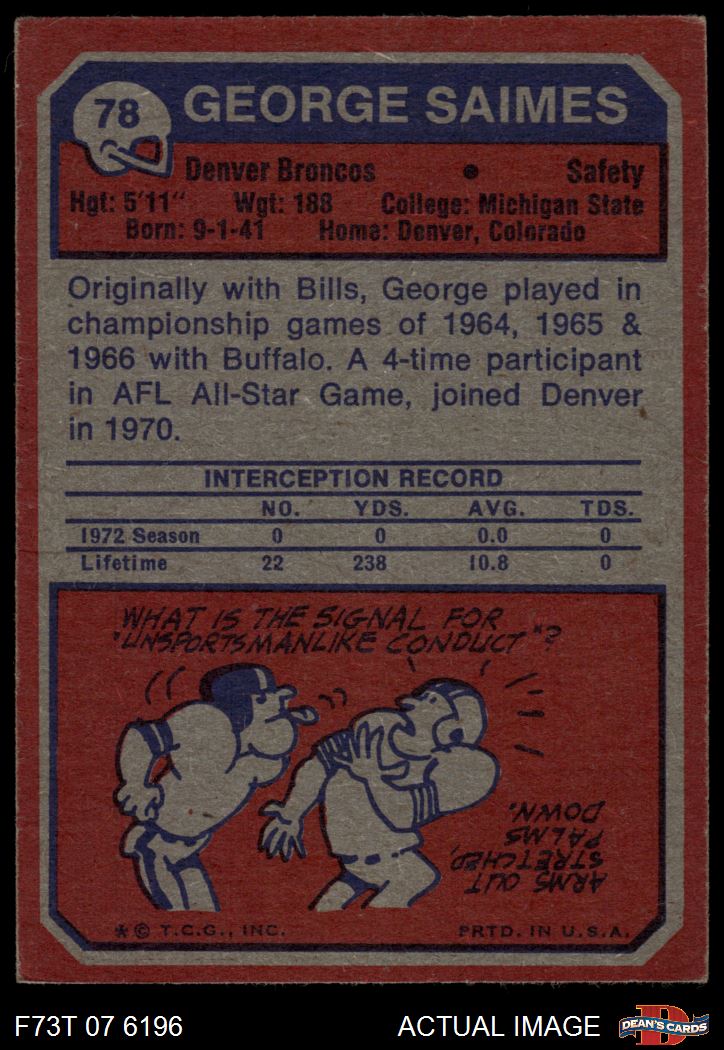 78
GEORGE SAIMES
Denver Broncos • Safety
Hgt: 5'11" Wgt: 188 College: Michigan State
Born: 9-1-41 Home: Denver, Colorado
Originally with Bills, George played in
championship games of 1964, 1965 &
1966 with Buffalo. A 4-time participant
in AFL All-Star Game, joined Denver
in 1970.
INTERCEPTION RECORD
NO. YDS. AVG. TDS.
1972 Season 0 0 0.0 0
Lifetime 22 238 10.8 0
WHAT IS THE SIGNAL FOR
"UNSPORTSMANLIKE CONDUCT"?
ARMS OUT
STRETCHED,
PALMS
DOWN.
* © T.C.G., INC. PRTD. IN U.S.A.
F73T 07 6196 ACTUAL IMAGE
D
DEAN'S CARDS